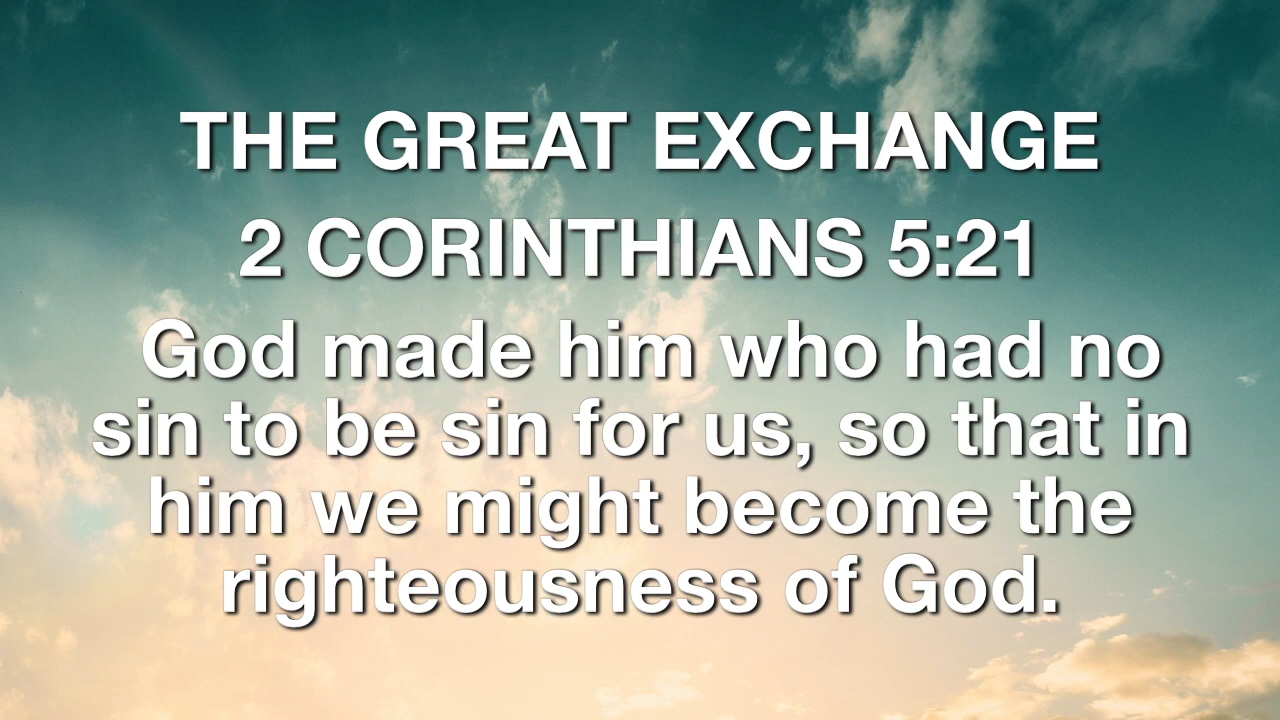 THE GREAT EXCHANGE
2 CORINTHIANS 5:21
God made him who had no
sin to be sin for us, so that in
him we might become the
righteousness of God.